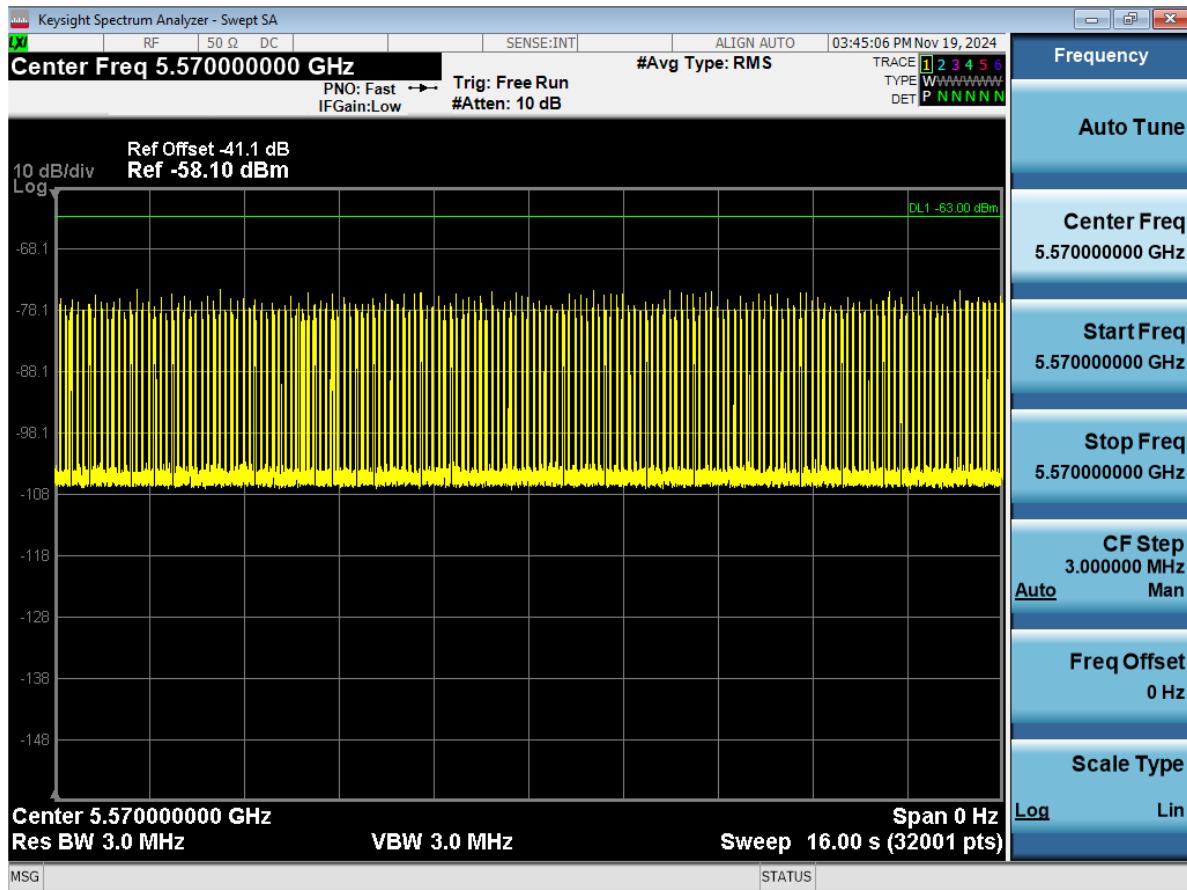 Keysight Spectrum Analyzer - Swept SA
LXI RF 50 Ω DC SENSE:INT ALIGN AUTO 03:45:06 PM Nov 19, 2024
Center Freq 5.570000000 GHz
PNO: Fast
IFGain:Low
Trig: Free Run
#Atten: 10 dB
#Avg Type: RMS
TRACE 1 2 3 4 5 6
TYPE WWWWWW
DET P N N N N N
10 dB/div
Log
Ref Offset -41.1 dB
Ref -58.10 dBm
DL1 -63.00 dBm
-68.1
-78.1
-88.1
-98.1
-108
-118
-128
-138
-148
Center 5.570000000 GHz Span 0 Hz
Res BW 3.0 MHz VBW 3.0 MHz Sweep 16.00 s (32001 pts)
MSG STATUS
Frequency
Auto Tune
Center Freq
5.570000000 GHz
Start Freq
5.570000000 GHz
Stop Freq
5.570000000 GHz
CF Step
3.000000 MHz
Auto Man
Freq Offset
0 Hz
Scale Type
Log Lin